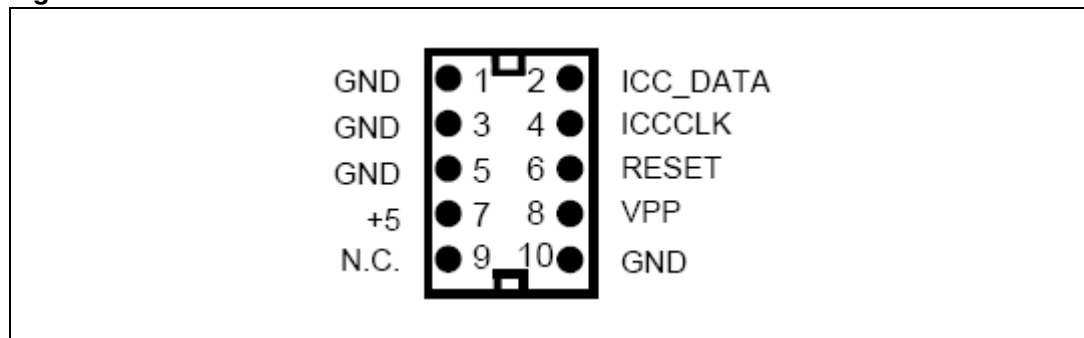 GND 1 2 ICC_DATA
GND 3 4 ICCCLK
GND 5 6 RESET
+5 7 8 VPP
N.C. 9 10 GND